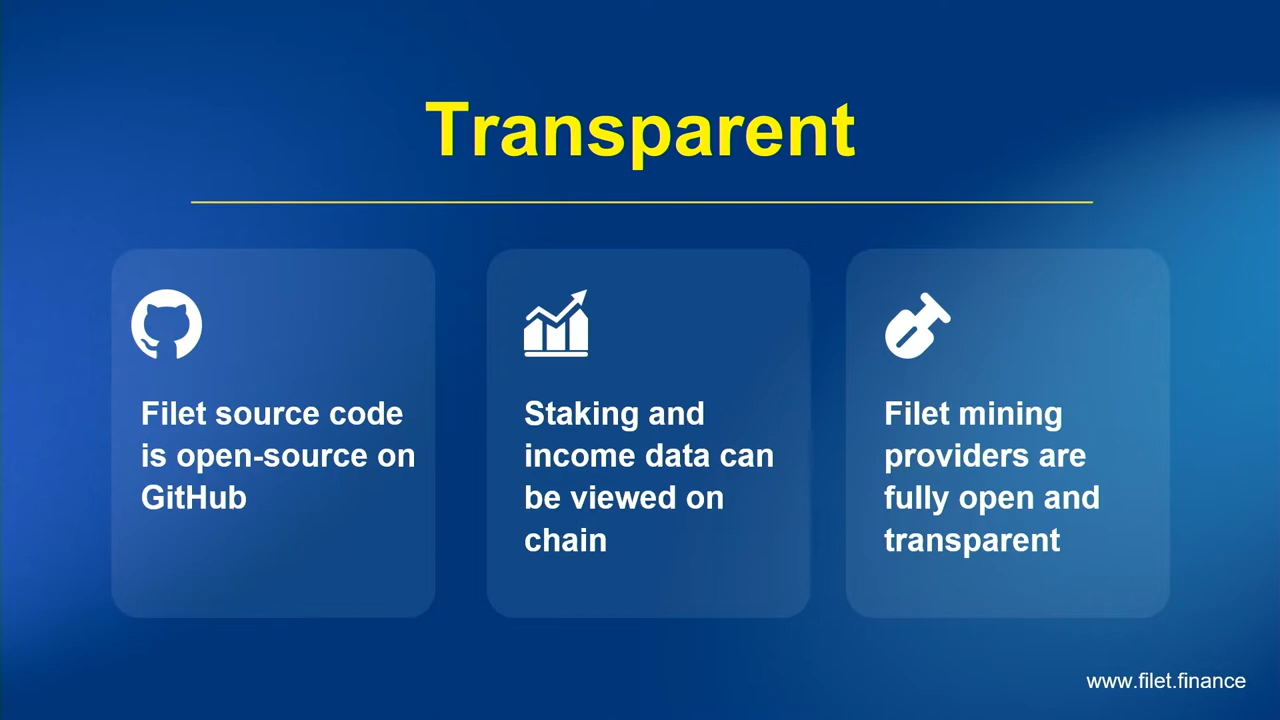 Transparent
Filet source code
is open-source on
GitHub
Staking and
income data can
be viewed on
chain
Filet mining
providers are
fully open and
transparent
www.filet.finance